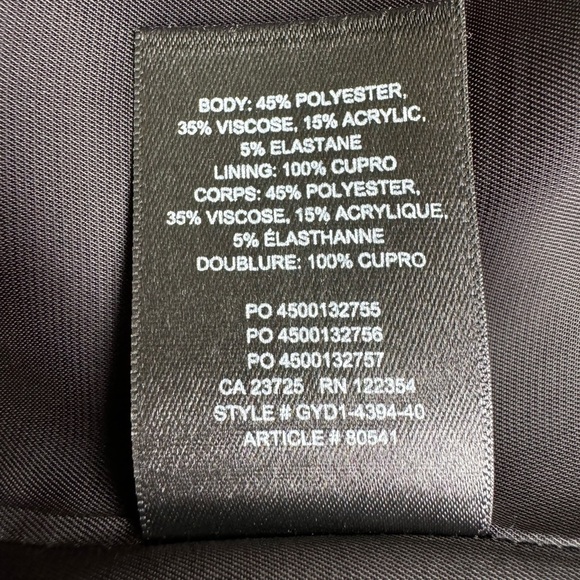 BODY: 45% POLYESTER,
35% VISCOSE, 15% ACRYLIC,
5% ELASTANE
LINING: 100% CUPRO
CORPS: 45% POLYESTER,
35% VISCOSE, 15% ACRYLIQUE,
5% ÉLASTHANNE
DOUBLURE: 100% CUPRO
PO 4500132755
PO 4500132756
PO 4500132757
CA 23725 RN 122354
STYLE # GYD1-4394-40
ARTICLE # 80541